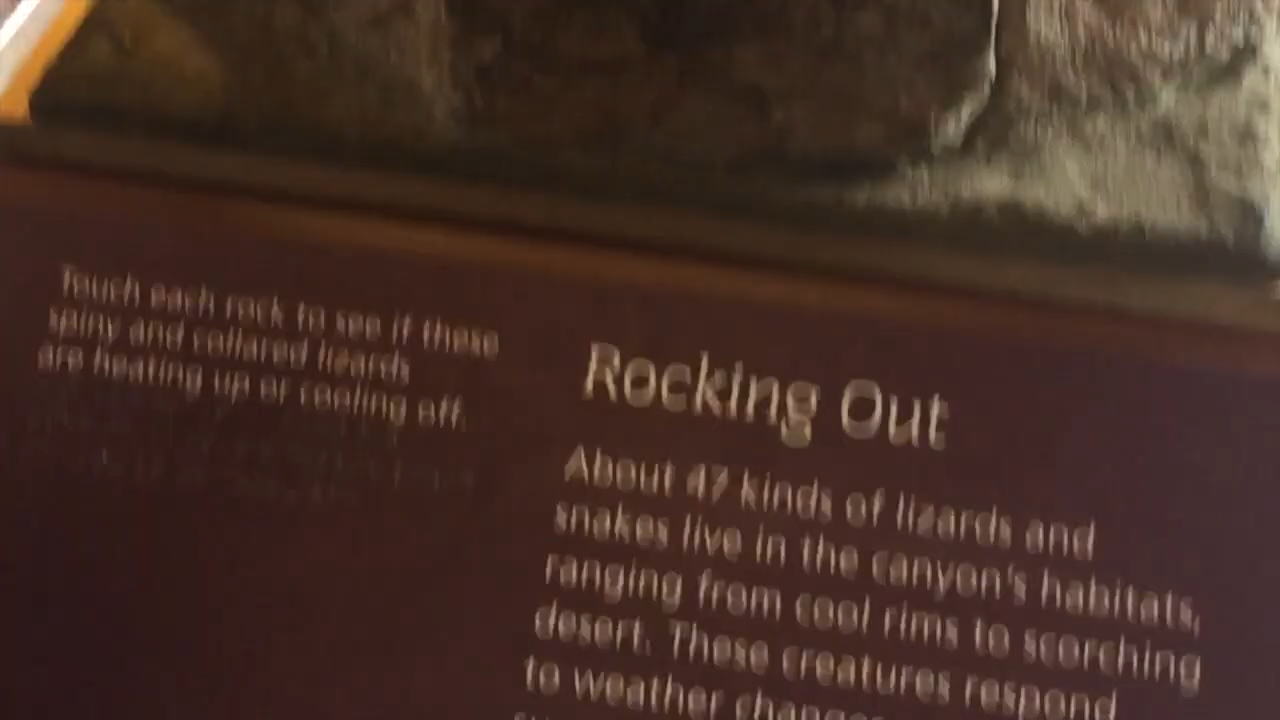 Touch each rock to see if these
spiny and collared lizards
are heating up or cooling off.
Rocking Out
About 47 kinds of lizards and
snakes live in the canyon's habitats,
ranging from cool rims to scorching
desert. These creatures respond
to weather changes